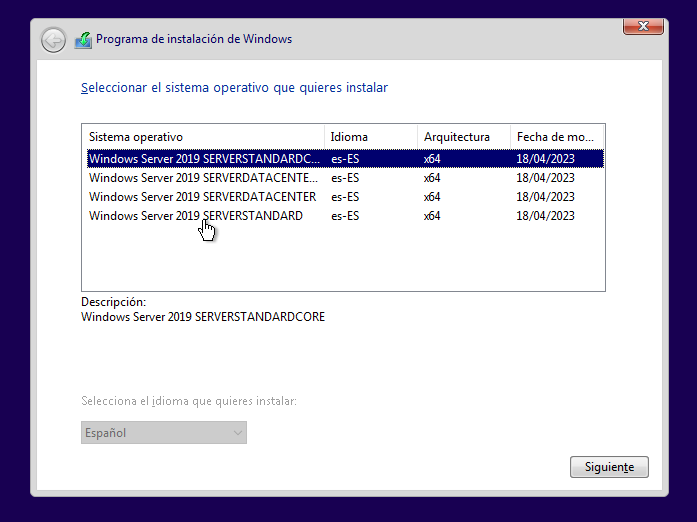 Programa de instalación de Windows
Seleccionar el sistema operativo que quieres instalar
Sistema operativo Idioma Arquitectura Fecha de mo...
Windows Server 2019 SERVERSTANDARDC... es-ES x64 18/04/2023
Windows Server 2019 SERVERDATACENTE... es-ES x64 18/04/2023
Windows Server 2019 SERVERDATACENTER es-ES x64 18/04/2023
Windows Server 2019 SERVERSTANDARD es-ES x64 18/04/2023
Descripción:
Windows Server 2019 SERVERSTANDARDCORE
Selecciona el idioma que quieres instalar:
Español
Siguiente